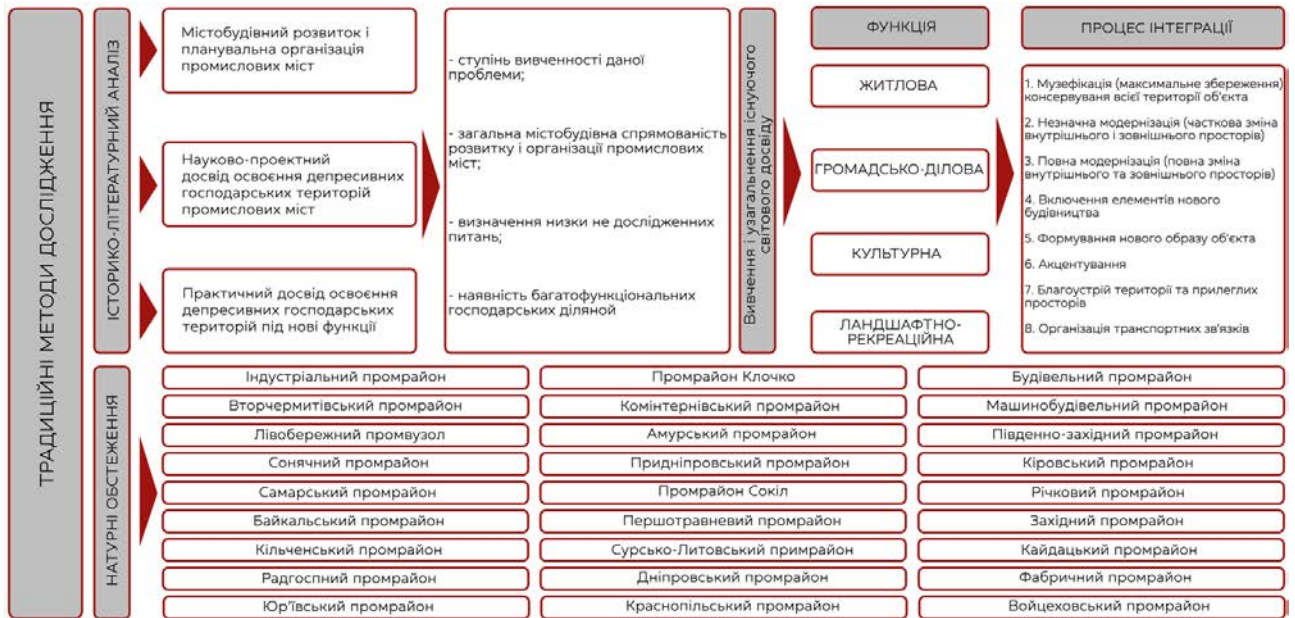 ТРАДИЦІЙНІ МЕТОДИ ДОСЛІДЖЕННЯ
ІСТОРИКО-ЛІТЕРАТУРНИЙ АНАЛІЗ
Містобудівний розвиток і
планувальна організація
промислових міст
Науково-проектний
досвід освоєння депресивних
господарських територій
промислових міст
Практичний досвід освоєння
депресивних господарських
територій під нові функції
- ступінь вивченності даної
проблеми;
- загальна містобудівна спрямованість
розвитку і організації промислових
міст;
- визначення низки не дослідженних
питань;
- наявність багатофункціональних
господарських діляной
Вивчення і узагальнення існуючого
світового досвіду
ФУНКЦІЯ
ЖИТЛОВА
ГРОМАДСЬКО-ДІЛОВА
КУЛЬТУРНА
ЛАНДШАФТНО-
РЕКРЕАЦІЙНА
ПРОЦЕС ІНТЕГРАЦІЇ
1. Музефікація (максимальне збереження)
консервуваня всієї території об'єкта
2. Незначна модернізація (часткова зміна
внутрішнього і зовнішнього просторів)
3. Повна модернізація (повна зміна
внутрішнього та зовнішнього просторів)
4. Включення елементів нового
будівництва
5. Формування нового образу об'єкта
6. Акцентування
7. Благоустрій території та прилеглих
просторів
8. Організація транспортних зв'язків
НАТУРНІ ОБСТЕЖЕННЯ
Індустріальний промрайон
Промрайон Клочко
Будівельний промрайон
Вторчермитівський промрайон
Комінтернівський промрайон
Машинобудівельний промрайон
Лівобережний промвузол
Амурський промрайон
Південно-західний промрайон
Сонячний промрайон
Придніпровський промрайон
Кіровський промрайон
Самарський промрайон
Промрайон Сокіл
Річковий промрайон
Байкальський промрайон
Першотравневий промрайон
Західний промрайон
Кільченський промрайон
Сурсько-Литовський примрайон
Кайдацький промрайон
Радгоспний промрайон
Дніпровський промрайон
Фабричний промрайон
Юр'ївський промрайон
Краснопільський промрайон
Войцеховський промрайон